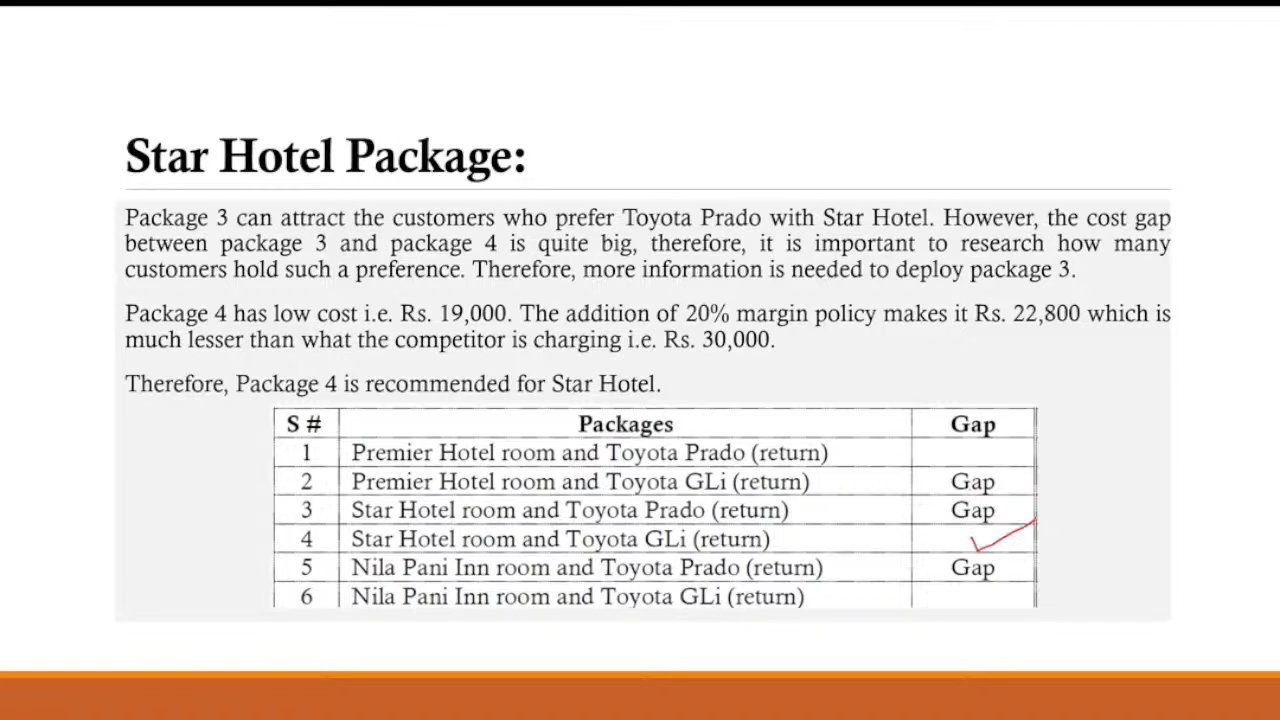 Star Hotel Package:
Package 3 can attract the customers who prefer Toyota Prado with Star Hotel. However, the cost gap
between package 3 and package 4 is quite big, therefore, it is important to research how many
customers hold such a preference. Therefore, more information is needed to deploy package 3.
Package 4 has low cost i.e. Rs. 19,000. The addition of 20% margin policy makes it Rs. 22,800 which is
much lesser than what the competitor is charging i.e. Rs. 30,000.
Therefore, Package 4 is recommended for Star Hotel.
S # Packages Gap
1 Premier Hotel room and Toyota Prado (return)
2 Premier Hotel room and Toyota GLi (return) Gap
3 Star Hotel room and Toyota Prado (return) Gap
4 Star Hotel room and Toyota GLi (return)
5 Nila Pani Inn room and Toyota Prado (return) Gap
6 Nila Pani Inn room and Toyota GLi (return)